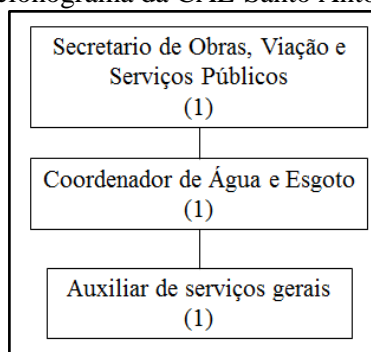 Secretario de Obras, Viação e
Serviços Públicos
(1)
Coordenador de Água e Esgoto
(1)
Auxiliar de serviços gerais
(1)